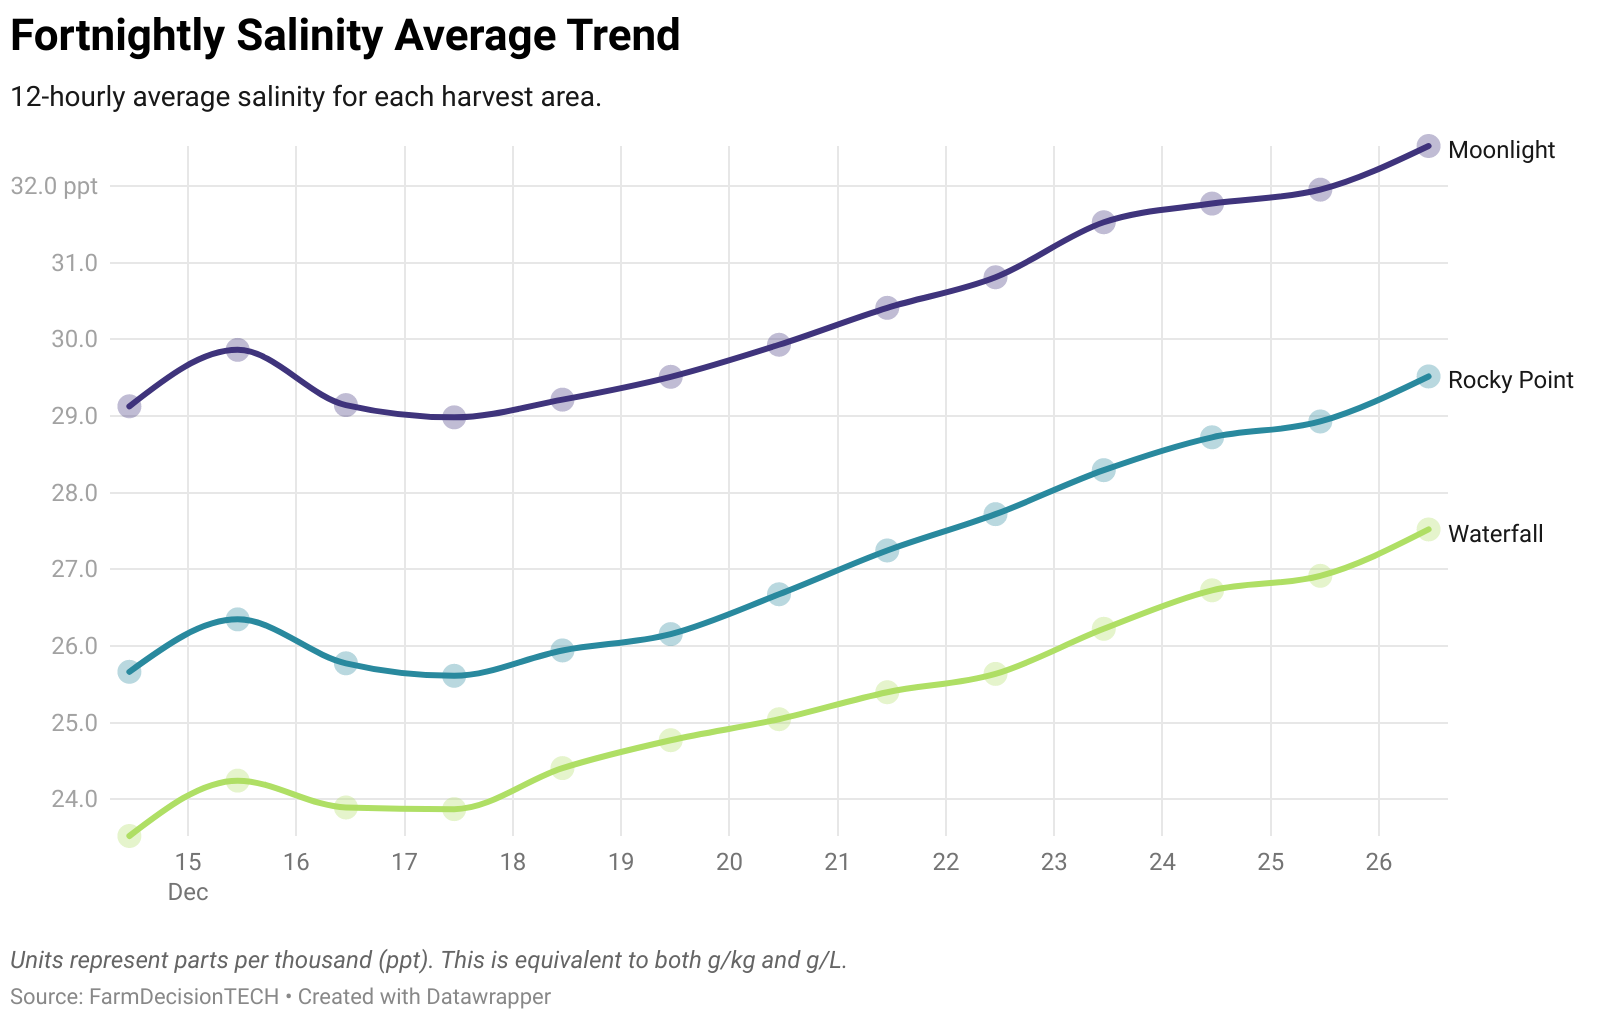 Fortnightly Salinity Average Trend
12-hourly average salinity for each harvest area.
Moonlight
32.0 ppt
31.0
30.0
Rocky Point
29.0
28.0
Waterfall
27.0
26.0
25.0
24.0
15 16 17 18 19 20 21 22 23 24 25 26
Dec
Units represent parts per thousand (ppt). This is equivalent to both g/kg and g/L.
Source: FarmDecisionTECH • Created with Datawrapper